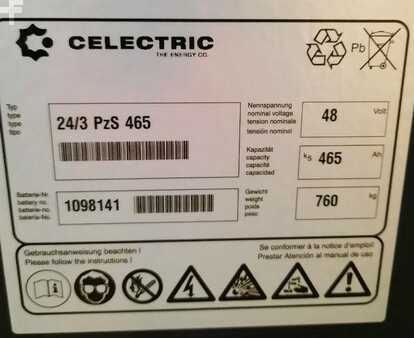 CELECTRIC
THE ENERGY CO.
Pb
Typ
type
type
tipo
24/3 PzS 465
Nennspannung
nominal voltage
tension nominale
tensión nominal
48
Volt
Kapazität
capacity
capacité
capacidad
K5
465
Ah
Batterie-Nr.
battery no.
batterie-no.
batería-no.
1098141
Gewicht
weight
poids
peso
760
kg
Gebrauchsanweisung beachten !
Please follow the instructions !
Se conformer à la notice d'emploi!
Prestar Atención al manual de uso!